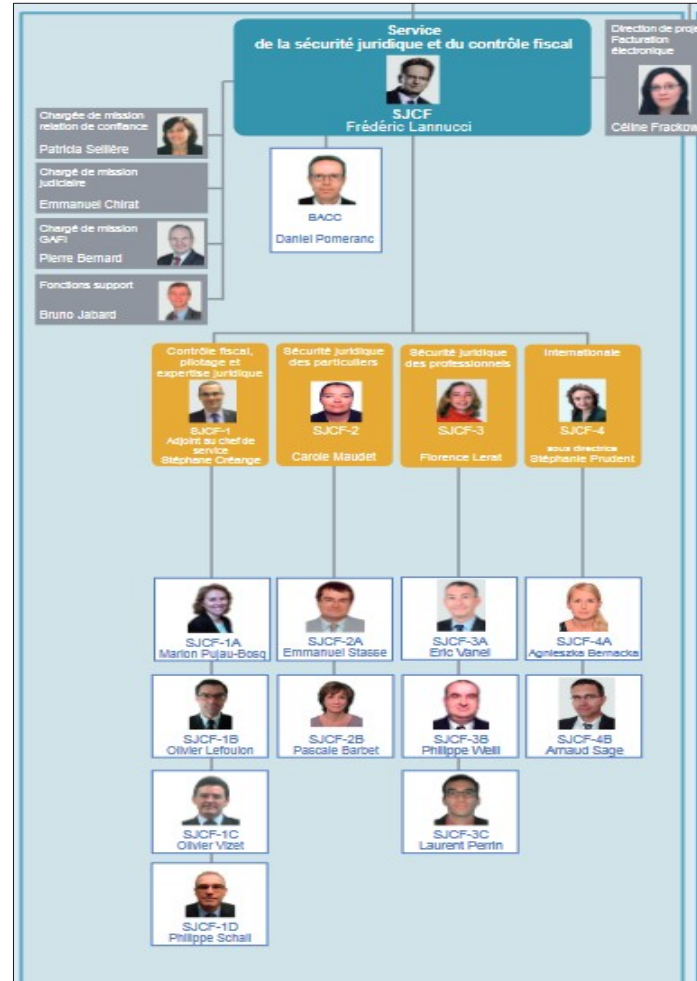 Service
de la sécurité juridique et du contrôle fiscal
SJCF
Frédéric Lannucci
Direction de proje
Facturation
électronique
Céline Frackow
Chargée de mission
relation de confiance
Patricia Sellière
Chargé de mission
judiciaire
Emmanuel Chirat
Chargé de mission
GAFI
Pierre Bernard
Fonctions support
Bruno Jabard
BACC
Daniel Pomeranc
Contrôle fiscal,
pilotage et
expertise juridique
SJCF-1
Adjoint au chef de
service
Stéphane Créange
Sécurité juridique
des particuliers
SJCF-2
Carole Maudet
Sécurité juridique
des professionnels
SJCF-3
Florence Lerat
Internationale
SJCF-4
sous directrice
Stéphanie Prudent
SJCF-1A
Marion Pujau-Bosq
SJCF-2A
Emmanuel Stasse
SJCF-3A
Eric Vanel
SJCF-4A
Agnieszka Bernacka
SJCF-1B
Olivier Lefoulon
SJCF-2B
Pascale Barbet
SJCF-3B
Philippe Weill
SJCF-4B
Arnaud Sage
SJCF-1C
Olivier Vizet
SJCF-3C
Laurent Perrin
SJCF-1D
Philippe Schall